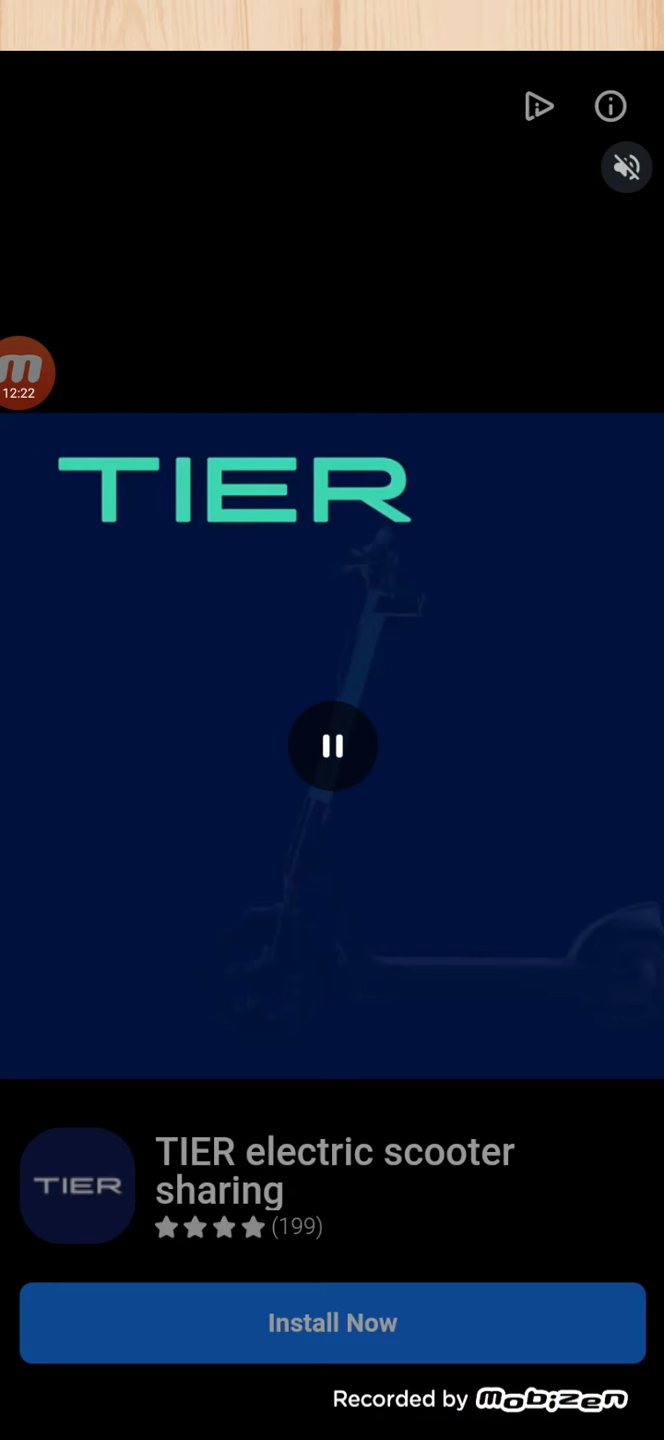 12:22
TIER
TIER electric scooter
sharing
TIER
(199)
Install Now
Recorded by mobizen